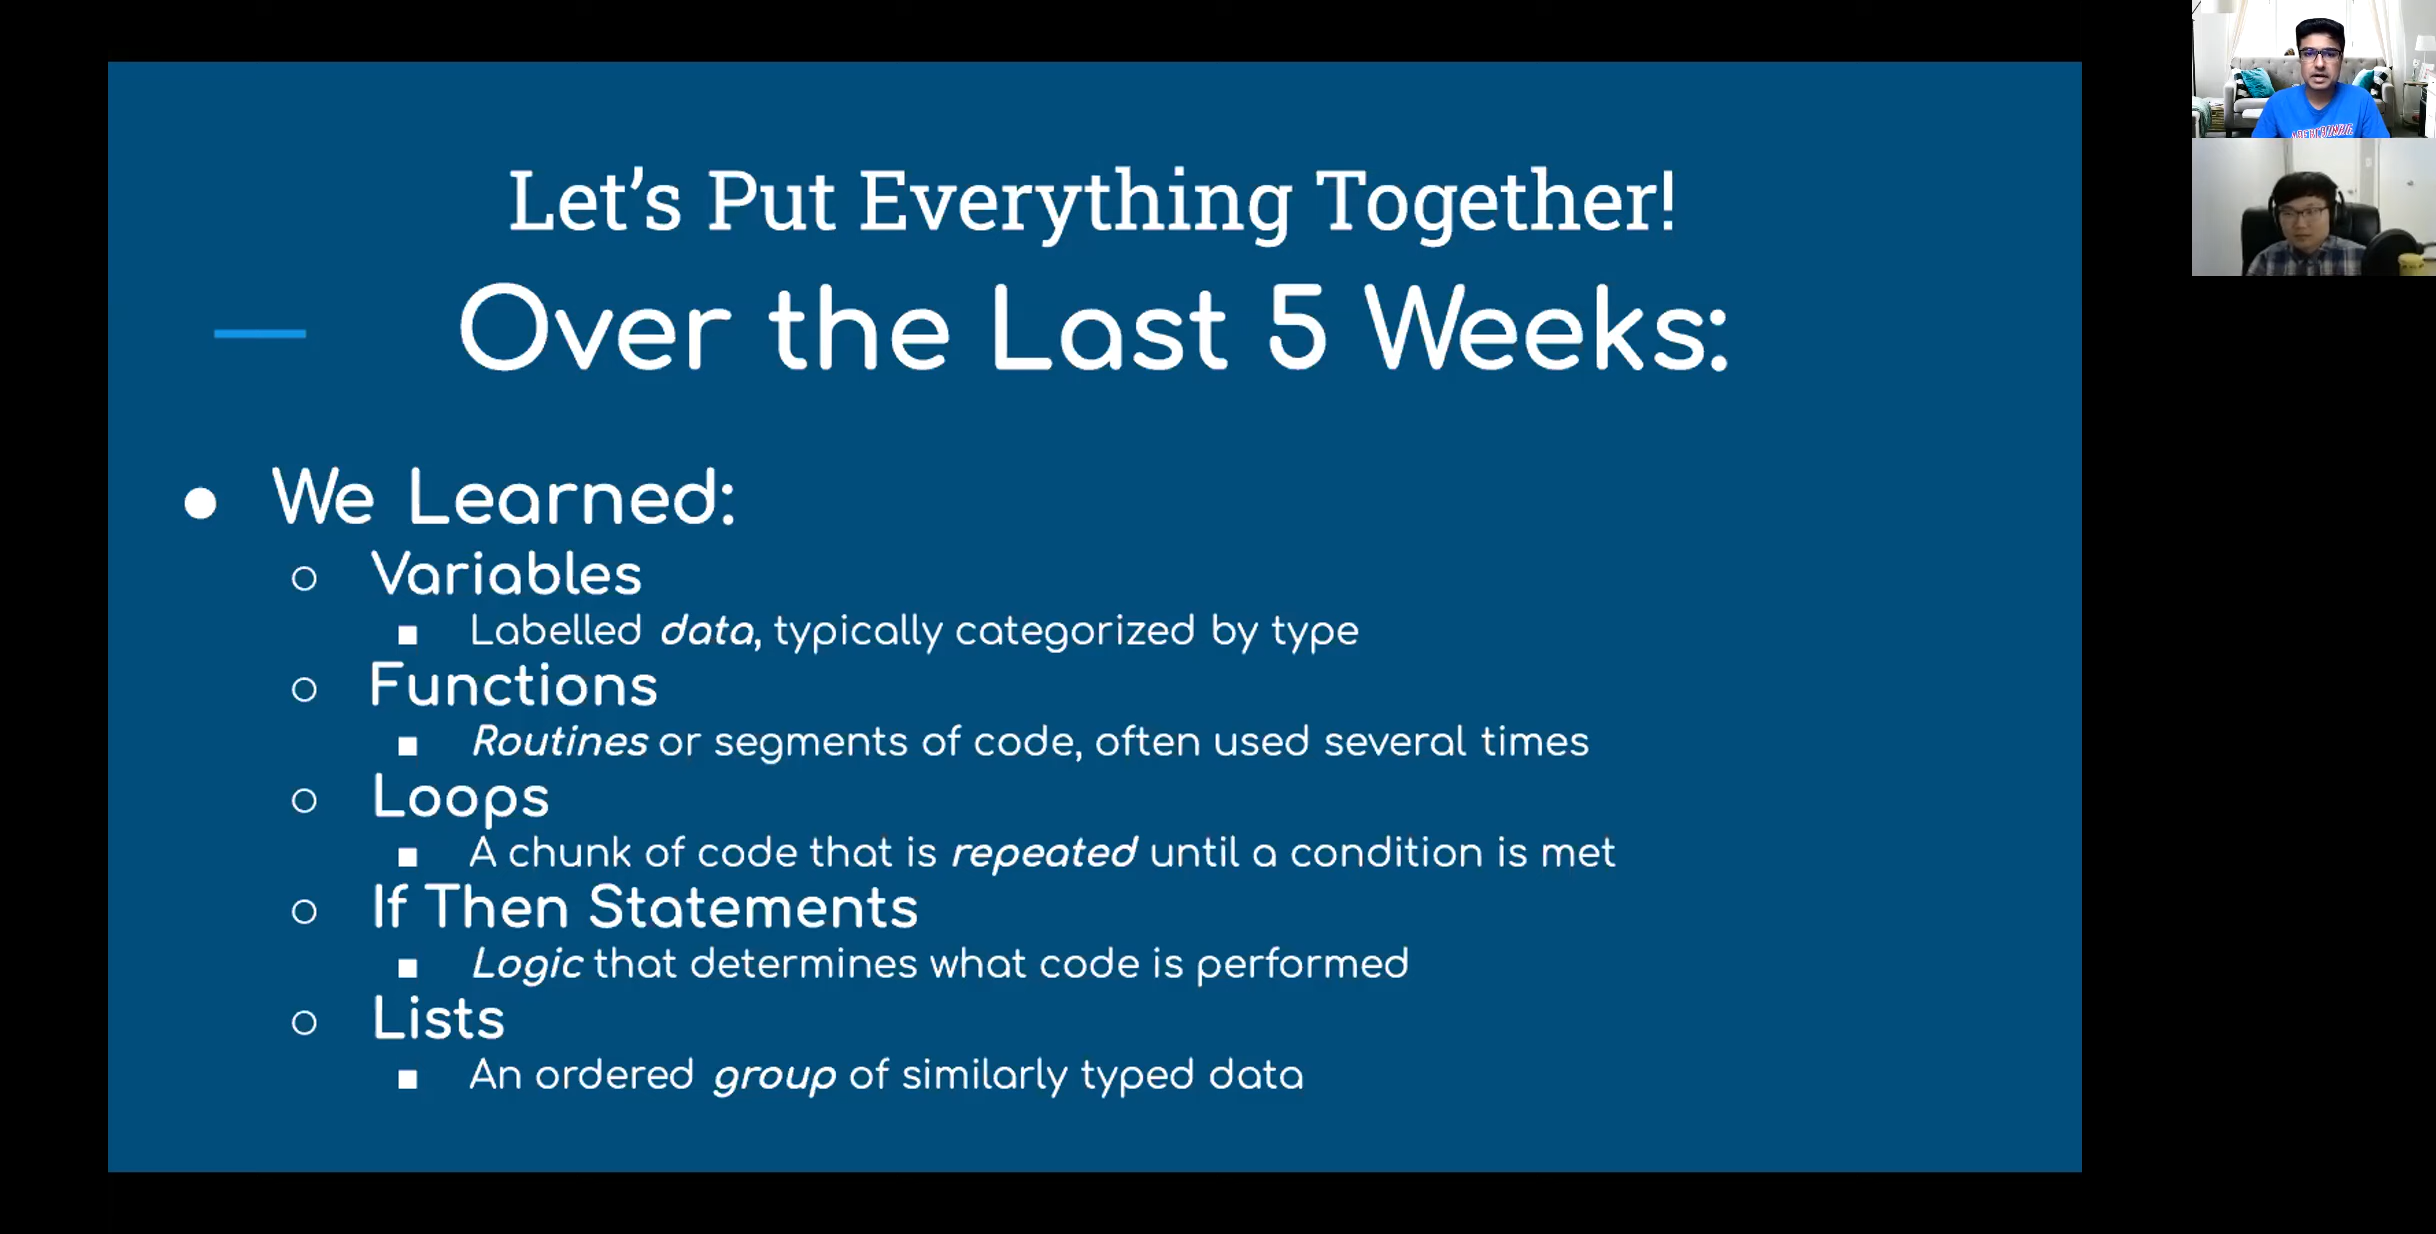 Let's Put Everything Together!
Over the Last 5 Weeks:
● We Learned:
○ Variables
■ Labelled data, typically categorized by type
○ Functions
■ Routines or segments of code, often used several times
○ Loops
■ A chunk of code that is repeated until a condition is met
○ If Then Statements
■ Logic that determines what code is performed
○ Lists
■ An ordered group of similarly typed data